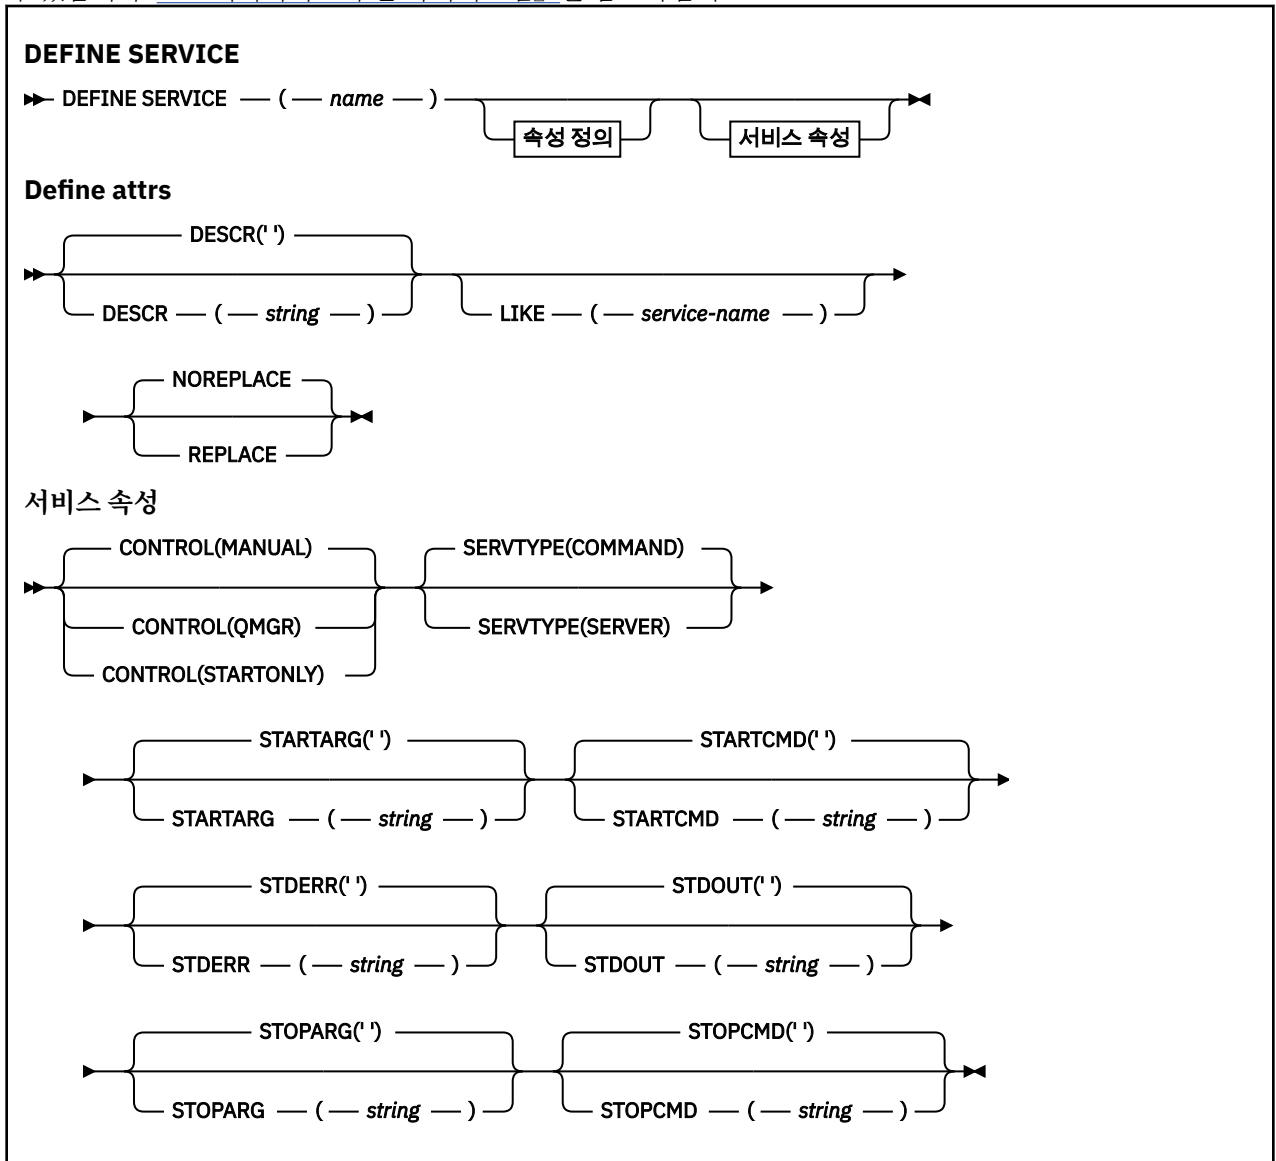 DEFINE SERVICE
DEFINE SERVICE ( name )
속성 정의 서비스 속성
Define attrs
DESCR(' ')
DESCR ( string ) LIKE ( service-name )
NOREPLACE
REPLACE
서비스 속성
CONTROL(MANUAL) SERVTYPE(COMMAND)
CONTROL(QMGR) SERVTYPE(SERVER)
CONTROL(STARTONLY)
STARTARG(' ') STARTCMD(' ')
STARTARG ( string ) STARTCMD ( string )
STDERR(' ') STDOUT(' ')
STDERR ( string ) STDOUT ( string )
STOPARG(' ') STOPCMD(' ')
STOPARG ( string ) STOPCMD ( string )